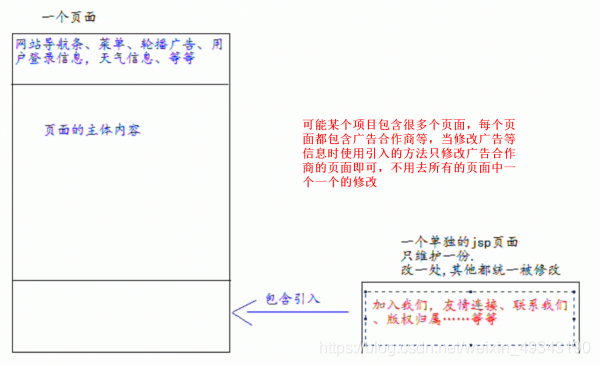 一个页面
网站导航条、菜单、轮播广告、用
户登录信息，天气信息、等等
页面的主体内容
可能某个项目包含很多个页面，每个页
面都包含广告合作商等，当修改广告等
信息时使用引入的方法只修改广告合作
商的页面即可，不用去所有的页面中一
个一个的修改
一个单独的jsp页面
只维护一份.
改一处,其他都统一被修改
包含引入
加入我们，友情连接、联系我们
、版权归属……等等
https://blog.csdn.net/weixin_49343190